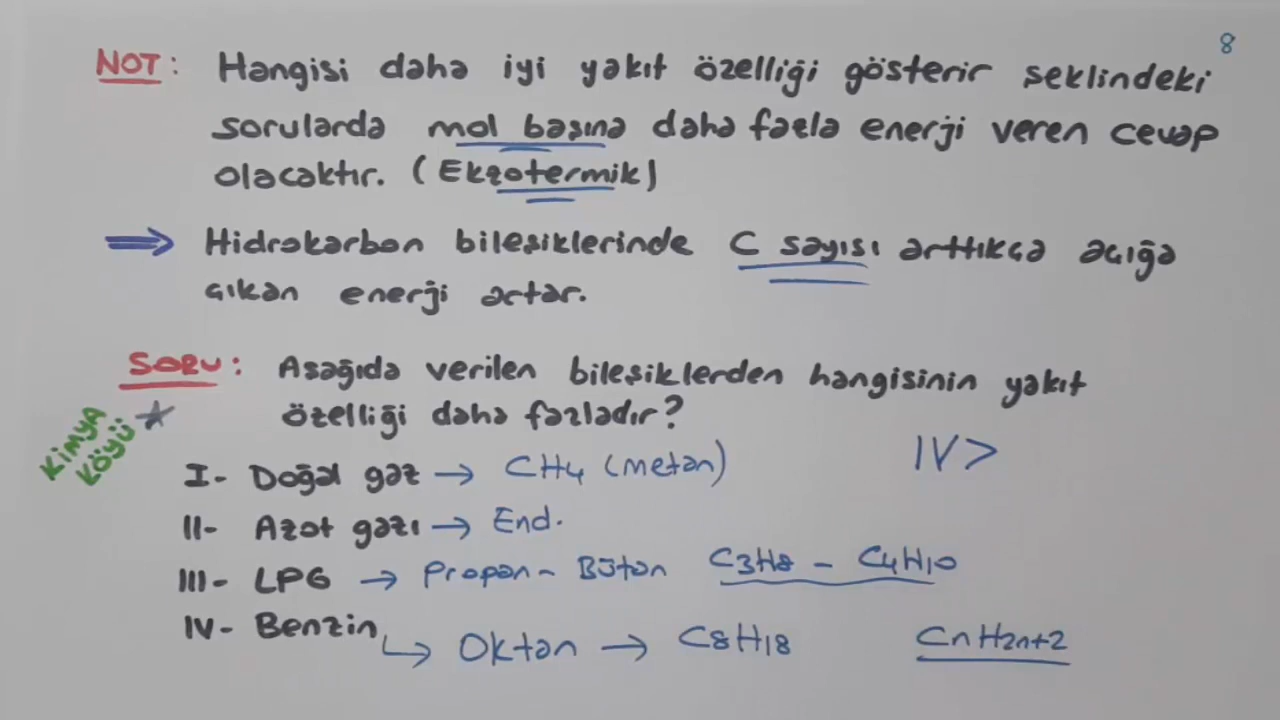 8
NOT: Hangisi daha iyi yakıt özelliği gösterir şeklindeki
sorularda mol başına daha fazla enerji veren cevap
olacaktır. (Ekzotermik)
⇒ Hidrokarbon bileşiklerinde C sayısı arttıkça açığa
çıkan enerji artar.
SORU: Aşağıda verilen bileşiklerden hangisinin yakıt
özelliği daha fazladır?
KİMYA
KÖYÜ
IV>
I- Doğal gaz → CH4 (metan)
II- Azot gazı → End.
III- LPG → Propan - Bütan C3H8 - C4H10
IV- Benzin
↳ Oktan → C8H18 CnH2n+2